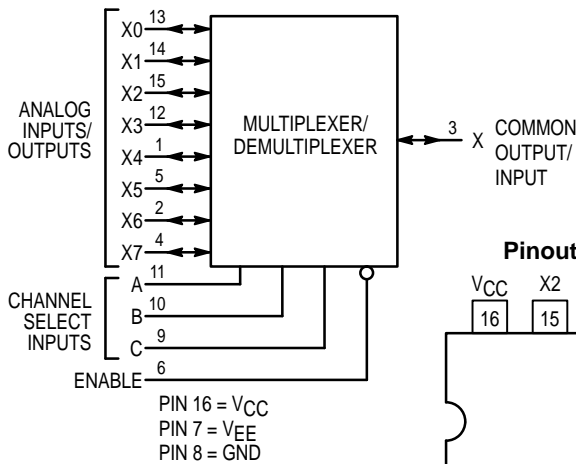 X0 13
X1 14
X2 15
X3 12
X4 1
X5 5
X6 2
X7 4
ANALOG
INPUTS/
OUTPUTS
MULTIPLEXER/
DEMULTIPLEXER
3 X
COMMON
OUTPUT/
INPUT
CHANNEL
SELECT
INPUTS
A 11
B 10
C 9
ENABLE 6
PIN 16 = VCC
PIN 7 = VEE
PIN 8 = GND
Pinout
VCC X2
16 15